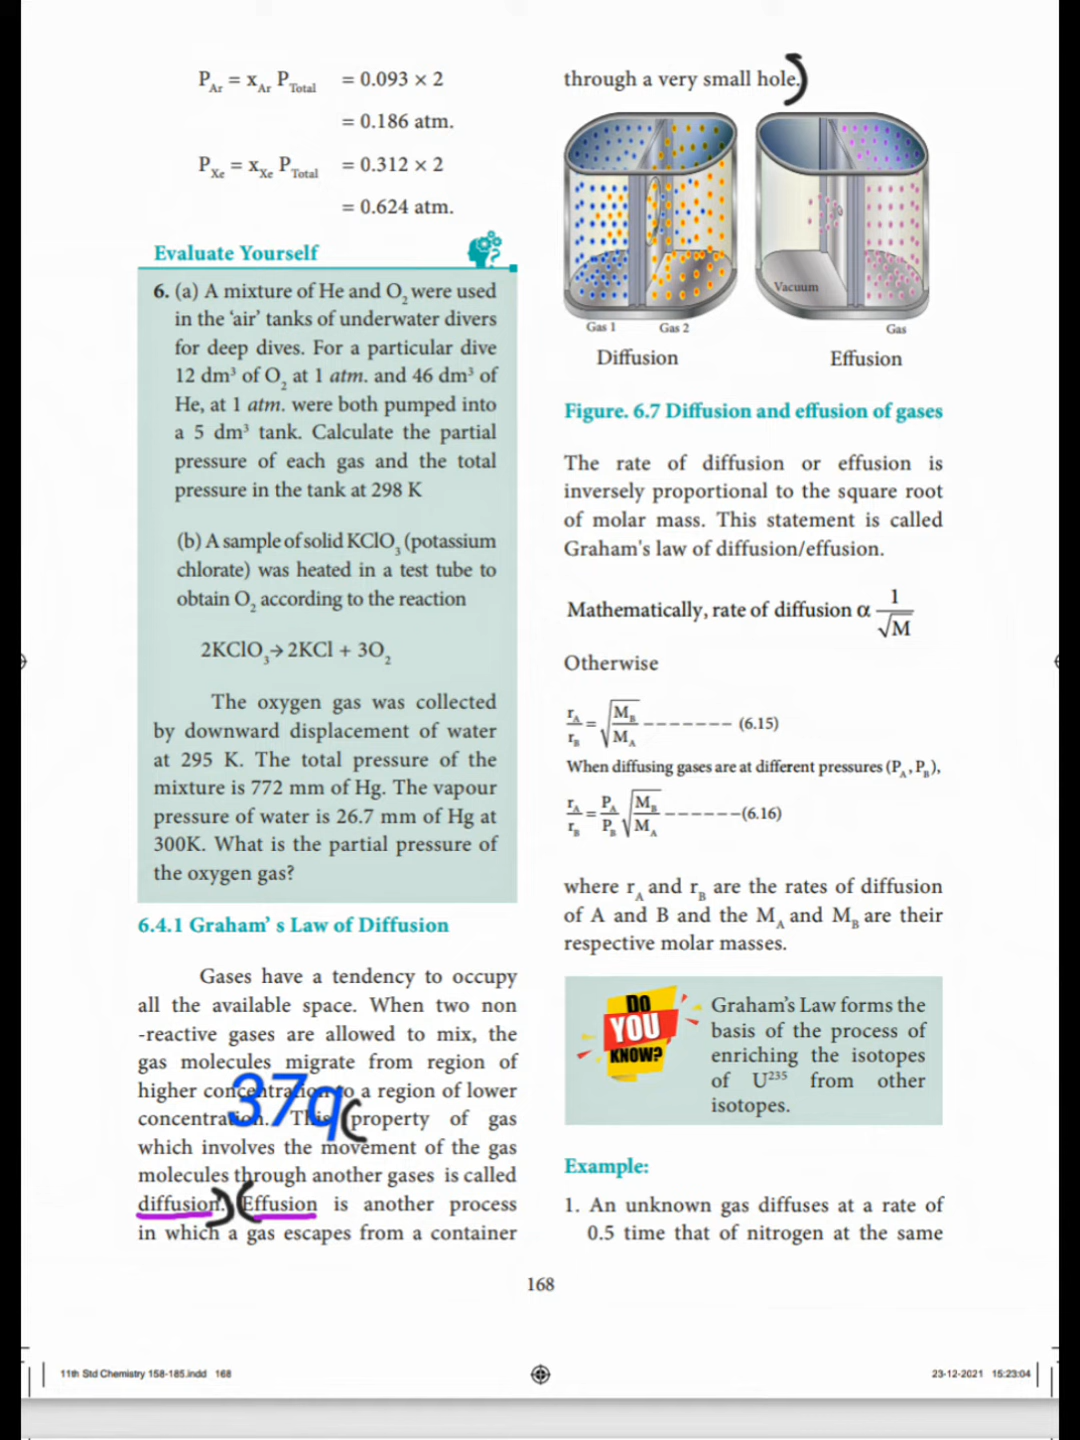 P_Ar = x_Ar P_Total = 0.093 × 2
= 0.186 atm.
P_Xe = x_Xe P_Total = 0.312 × 2
= 0.624 atm.
Evaluate Yourself
6. (a) A mixture of He and O₂ were used
in the ‘air’ tanks of underwater divers
for deep dives. For a particular dive
12 dm³ of O₂ at 1 atm. and 46 dm³ of
He, at 1 atm. were both pumped into
a 5 dm³ tank. Calculate the partial
pressure of each gas and the total
pressure in the tank at 298 K
(b) A sample of solid KClO₃ (potassium
chlorate) was heated in a test tube to
obtain O₂ according to the reaction
2KClO₃→ 2KCl + 3O₂
The oxygen gas was collected
by downward displacement of water
at 295 K. The total pressure of the
mixture is 772 mm of Hg. The vapour
pressure of water is 26.7 mm of Hg at
300K. What is the partial pressure of
the oxygen gas?
6.4.1 Graham’ s Law of Diffusion
Gases have a tendency to occupy
all the available space. When two non
-reactive gases are allowed to mix, the
gas molecules migrate from region of
higher concentration to a region of lower
37q
concentration. This (property of gas
which involves the movement of the gas
molecules through another gases is called
diffusion.) (Effusion is another process
in which a gas escapes from a container
through a very small hole.)
Vacuum
Gas 1 Gas 2 Gas
Diffusion Effusion
Figure. 6.7 Diffusion and effusion of gases
The rate of diffusion or effusion is
inversely proportional to the square root
of molar mass. This statement is called
Graham's law of diffusion/effusion.
Mathematically, rate of diffusion α 1/√M
Otherwise
r_A/r_B = √(M_B/M_A) ------- (6.15)
When diffusing gases are at different pressures (P_A, P_B),
r_A/r_B = P_A/P_B √(M_B/M_A) ------(6.16)
where r_A and r_B are the rates of diffusion
of A and B and the M_A and M_B are their
respective molar masses.
DO
YOU
KNOW?
Graham’s Law forms the
basis of the process of
enriching the isotopes
of U²³⁵ from other
isotopes.
Example:
1. An unknown gas diffuses at a rate of
0.5 time that of nitrogen at the same
168
11th Std Chemistry 158-185.indd 168
23-12-2021 15:23:04